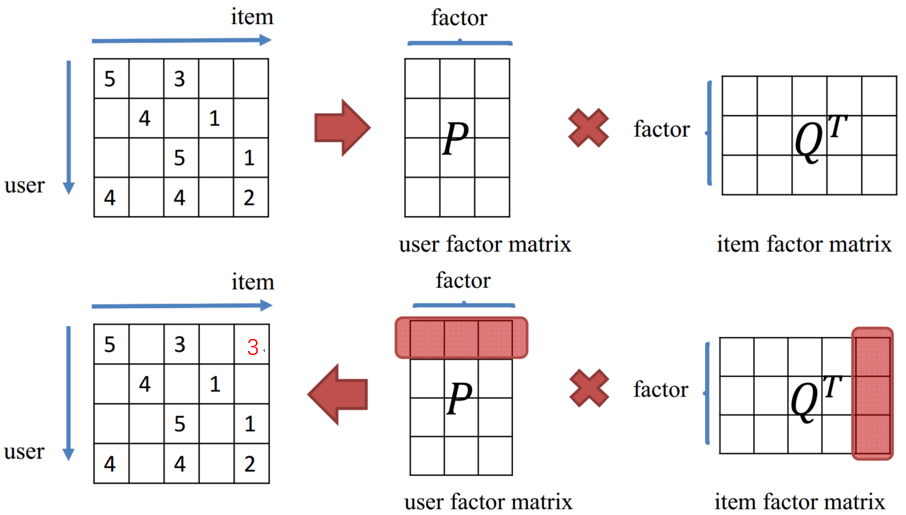 item
factor
5 3
4 1
5 1
4 4 2
user
P
factor
Q^T
user factor matrix
item factor matrix
item
factor
5 3 3.
4 1
5 1
4 4 2
user
P
factor
Q^T
user factor matrix
item factor matrix